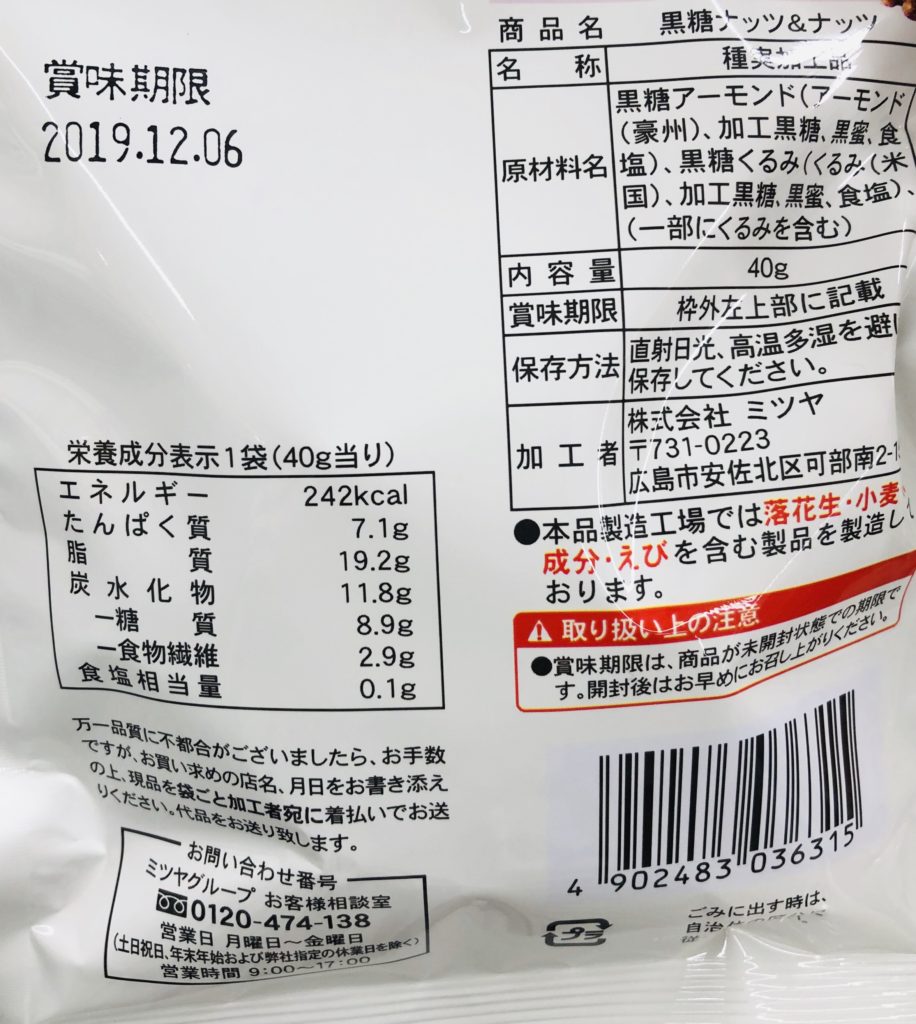 賞味期限
2019.12.06
商品名 黒糖ナッツ&ナッツ
名称 種実加工品
原材料名 黒糖アーモンド(アーモンド
(豪州)、加工黒糖、黒蜜、食
塩)、黒糖くるみ(くるみ(米
国)、加工黒糖、黒蜜、食塩)、
(一部にくるみを含む)
内容量 40g
賞味期限 枠外左上部に記載
保存方法 直射日光、高温多湿を避け
保存してください。
加工者 株式会社 ミツヤ
〒731-0223
広島市安佐北区可部南2-1
●本品製造工場では落花生・小麦
成分・えびを含む製品を製造して
おります。
取り扱い上の注意
●賞味期限は、商品が未開封状態での期限で
す。開封後はお早めにお召し上がりください。
栄養成分表示1袋(40g当り)
エネルギー 242kcal
たんぱく質 7.1g
脂質 19.2g
炭水化物 11.8g
ー糖質 8.9g
ー食物繊維 2.9g
食塩相当量 0.1g
万一品質に不都合がございましたら、お手数
ですが、お買い求めの店名、月日をお書き添え
の上、現品を袋ごと加工者宛に着払いでお送
りください。代品をお送り致します。
お問い合わせ番号
ミツヤグループ お客様相談室
0120-474-138
営業日 月曜日～金曜日
(土日祝日、年末年始および弊社指定の休業日を除く)
営業時間 9:00～17:00
4 902483 036315
プラ
ごみに出す時は、
自治